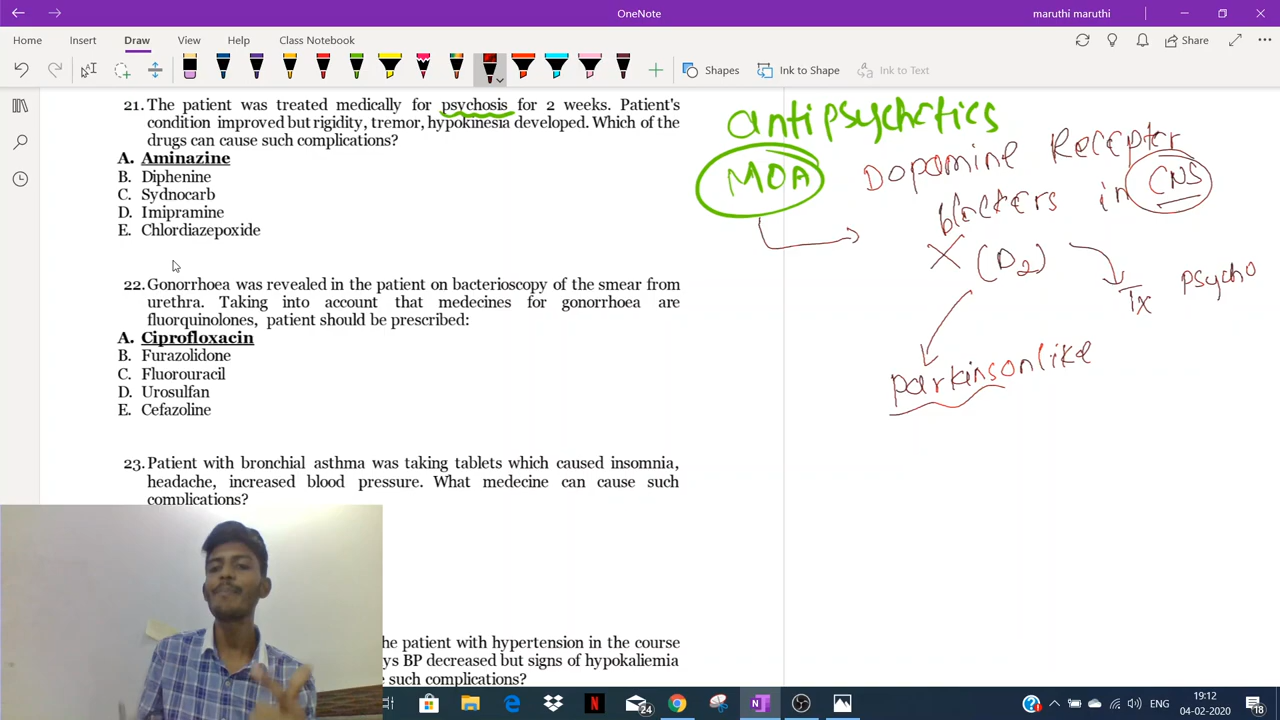 OneNote
maruthi maruthi
Home Insert Draw View Help Class Notebook
Share
Shapes
Ink to Shape
Ink to Text
21. The patient was treated medically for psychosis for 2 weeks. Patient's
condition improved but rigidity, tremor, hypokinesia developed. Which of the
drugs can cause such complications?
A. Aminazine
B. Diphenine
C. Sydnocarb
D. Imipramine
E. Chlordiazepoxide
22. Gonorrhoea was revealed in the patient on bacterioscopy of the smear from
urethra. Taking into account that medecines for gonorrhoea are
fluorquinolones, patient should be prescribed:
A. Ciprofloxacin
B. Furazolidone
C. Fluorouracil
D. Urosulfan
E. Cefazoline
23. Patient with bronchial asthma was taking tablets which caused insomnia,
headache, increased blood pressure. What medecine can cause such
complications?
he patient with hypertension in the course
ys BP decreased but signs of hypokaliemia
such complications?
antipsychotics
MOA
Dopomine Receptor
blockers in CNS
X (D2)
Tx psycho
parkinsonlike
24
ENG
19:12
04-02-2020
18